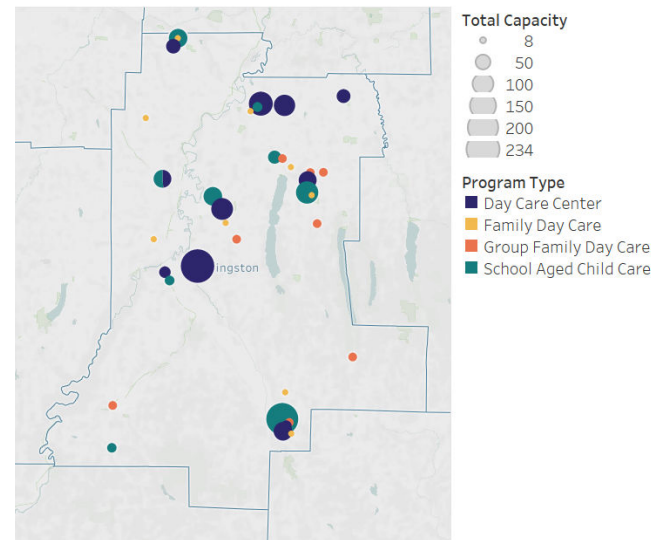 Total Capacity
8
50
100
150
200
234
Program Type
Day Care Center
Family Day Care
Group Family Day Care
School Aged Child Care
ingston